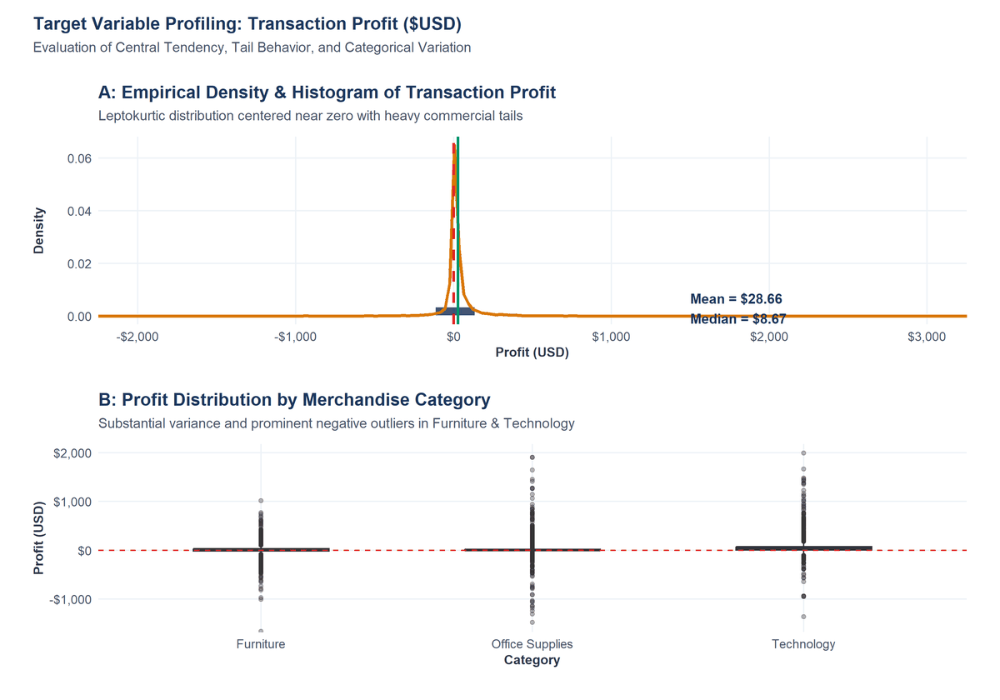 Target Variable Profiling: Transaction Profit ($USD)
Evaluation of Central Tendency, Tail Behavior, and Categorical Variation
A: Empirical Density & Histogram of Transaction Profit
Leptokurtic distribution centered near zero with heavy commercial tails
Density
0.06
0.04
0.02
0.00
Mean = $28.66
Median = $8.67
-$2,000
-$1,000
$0
$1,000
$2,000
$3,000
Profit (USD)
B: Profit Distribution by Merchandise Category
Substantial variance and prominent negative outliers in Furniture & Technology
Profit (USD)
$2,000
$1,000
$0
-$1,000
Furniture
Office Supplies
Technology
Category